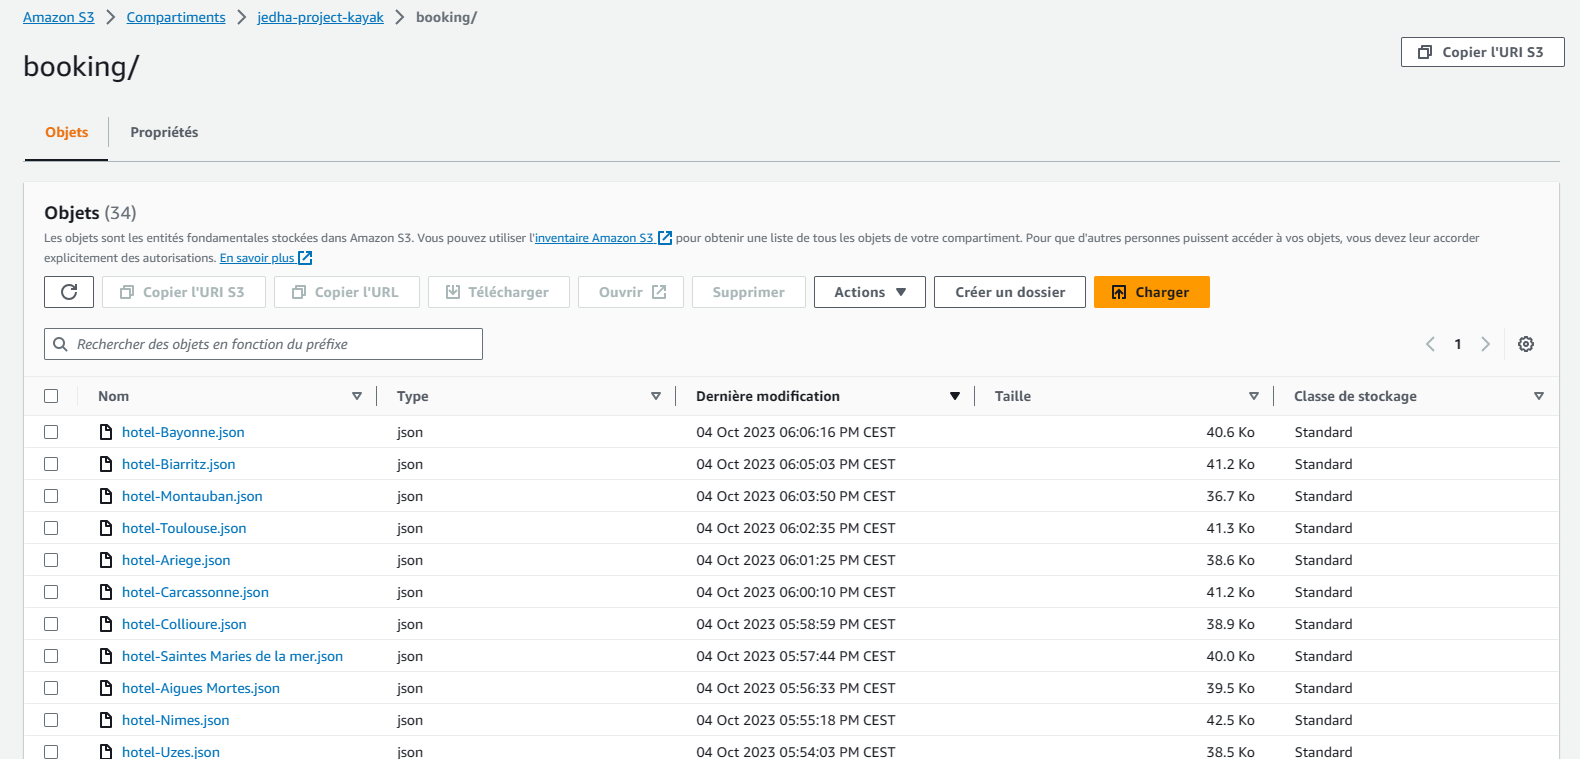 Amazon S3 > Compartiments > jedha-project-kayak > booking/
booking/
Copier l'URI S3
Objets Propriétés
Objets (34)
Les objets sont les entités fondamentales stockées dans Amazon S3. Vous pouvez utiliser l'inventaire Amazon S3 pour obtenir une liste de tous les objets de votre compartiment. Pour que d'autres personnes puissent accéder à vos objets, vous devez leur accorder
explicitement des autorisations. En savoir plus
Copier l'URI S3 Copier l'URL Télécharger Ouvrir Supprimer Actions Créer un dossier Charger
Rechercher des objets en fonction du préfixe 1
Nom Type Dernière modification Taille Classe de stockage
hotel-Bayonne.json json 04 Oct 2023 06:06:16 PM CEST 40.6 Ko Standard
hotel-Biarritz.json json 04 Oct 2023 06:05:03 PM CEST 41.2 Ko Standard
hotel-Montauban.json json 04 Oct 2023 06:03:50 PM CEST 36.7 Ko Standard
hotel-Toulouse.json json 04 Oct 2023 06:02:35 PM CEST 41.3 Ko Standard
hotel-Ariege.json json 04 Oct 2023 06:01:25 PM CEST 38.6 Ko Standard
hotel-Carcassonne.json json 04 Oct 2023 06:00:10 PM CEST 41.2 Ko Standard
hotel-Collioure.json json 04 Oct 2023 05:58:59 PM CEST 38.9 Ko Standard
hotel-Saintes Maries de la mer.json json 04 Oct 2023 05:57:44 PM CEST 40.0 Ko Standard
hotel-Aigues Mortes.json json 04 Oct 2023 05:56:33 PM CEST 39.5 Ko Standard
hotel-Nimes.json json 04 Oct 2023 05:55:18 PM CEST 42.5 Ko Standard
hotel-Uzes.json json 04 Oct 2023 05:54:03 PM CEST 38.5 Ko Standard